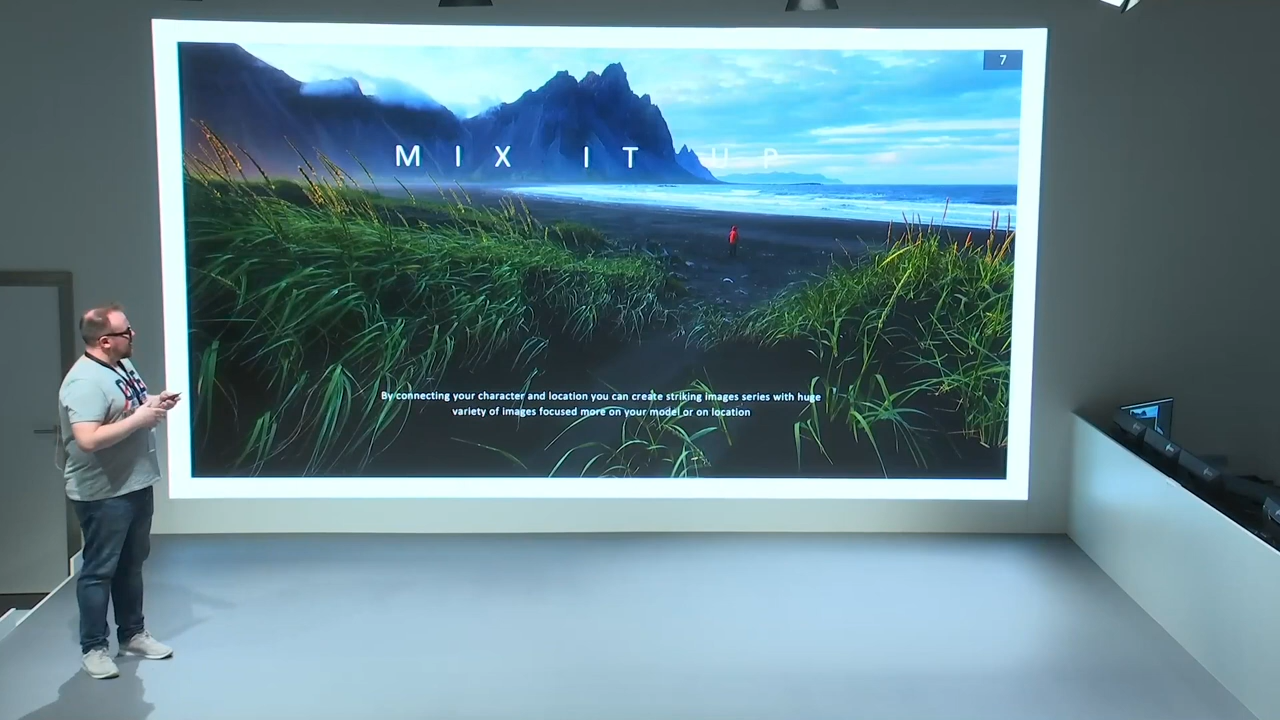 7
MIX IT UP
By connecting your character and location you can create striking images series with huge
variety of images focused more on your model or on location